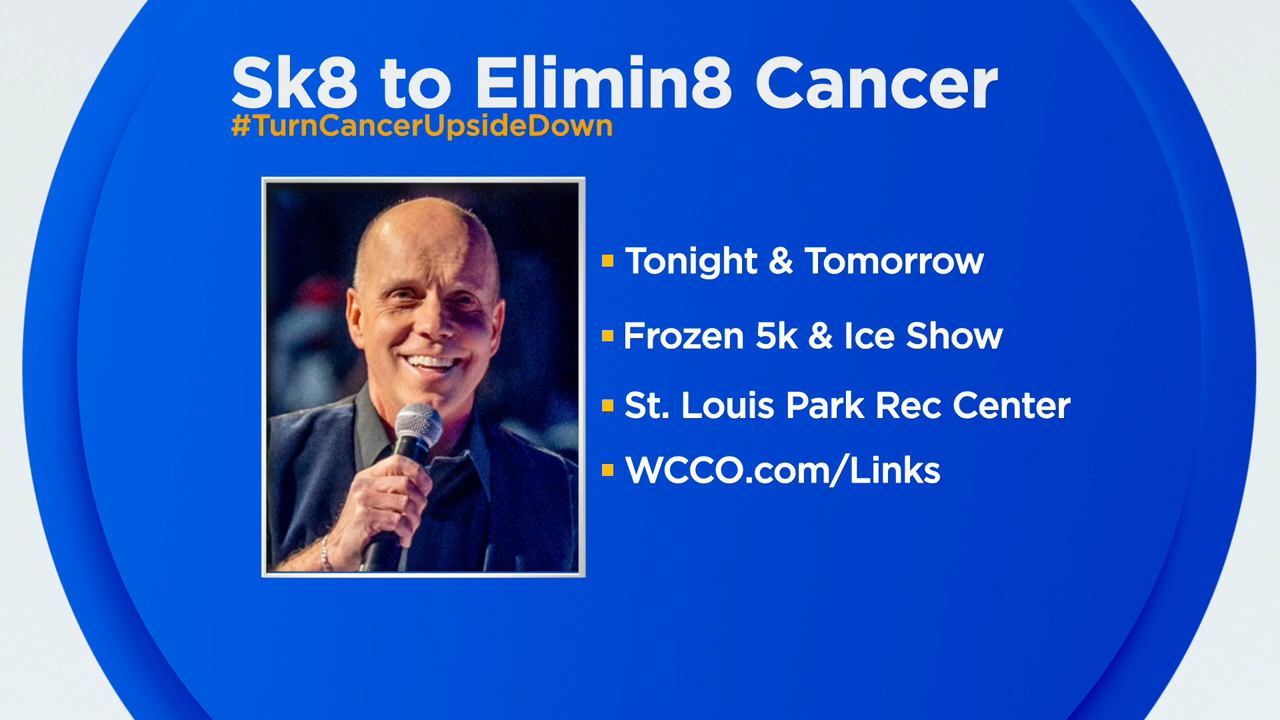 Sk8 to Elimin8 Cancer
#TurnCancerUpsideDown
Tonight & Tomorrow
Frozen 5k & Ice Show
St. Louis Park Rec Center
WCCO.com/Links